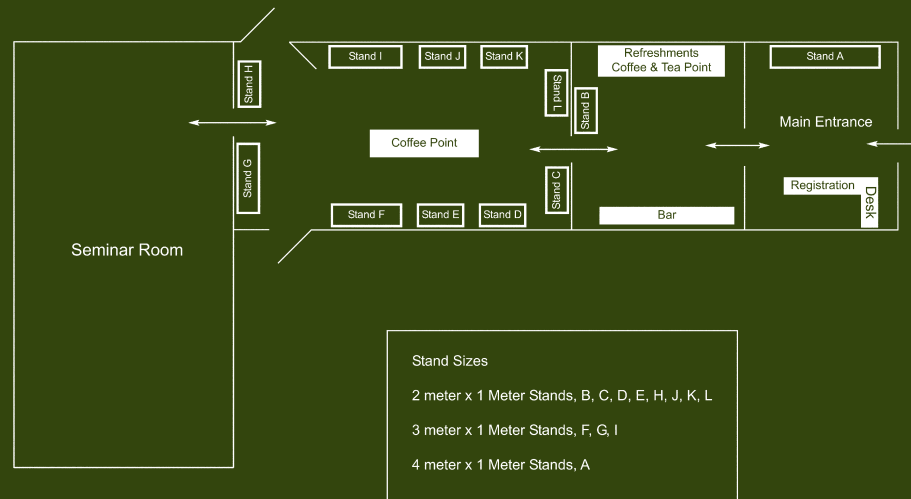 Stand I
Stand J
Stand K
Refreshments
Coffee & Tea Point
Stand A
Stand H
Stand L
Stand B
Main Entrance
Coffee Point
Stand G
Stand C
Registration
Desk
Stand F
Stand E
Stand D
Bar
Seminar Room
Stand Sizes
2 meter x 1 Meter Stands, B, C, D, E, H, J, K, L
3 meter x 1 Meter Stands, F, G, I
4 meter x 1 Meter Stands, A